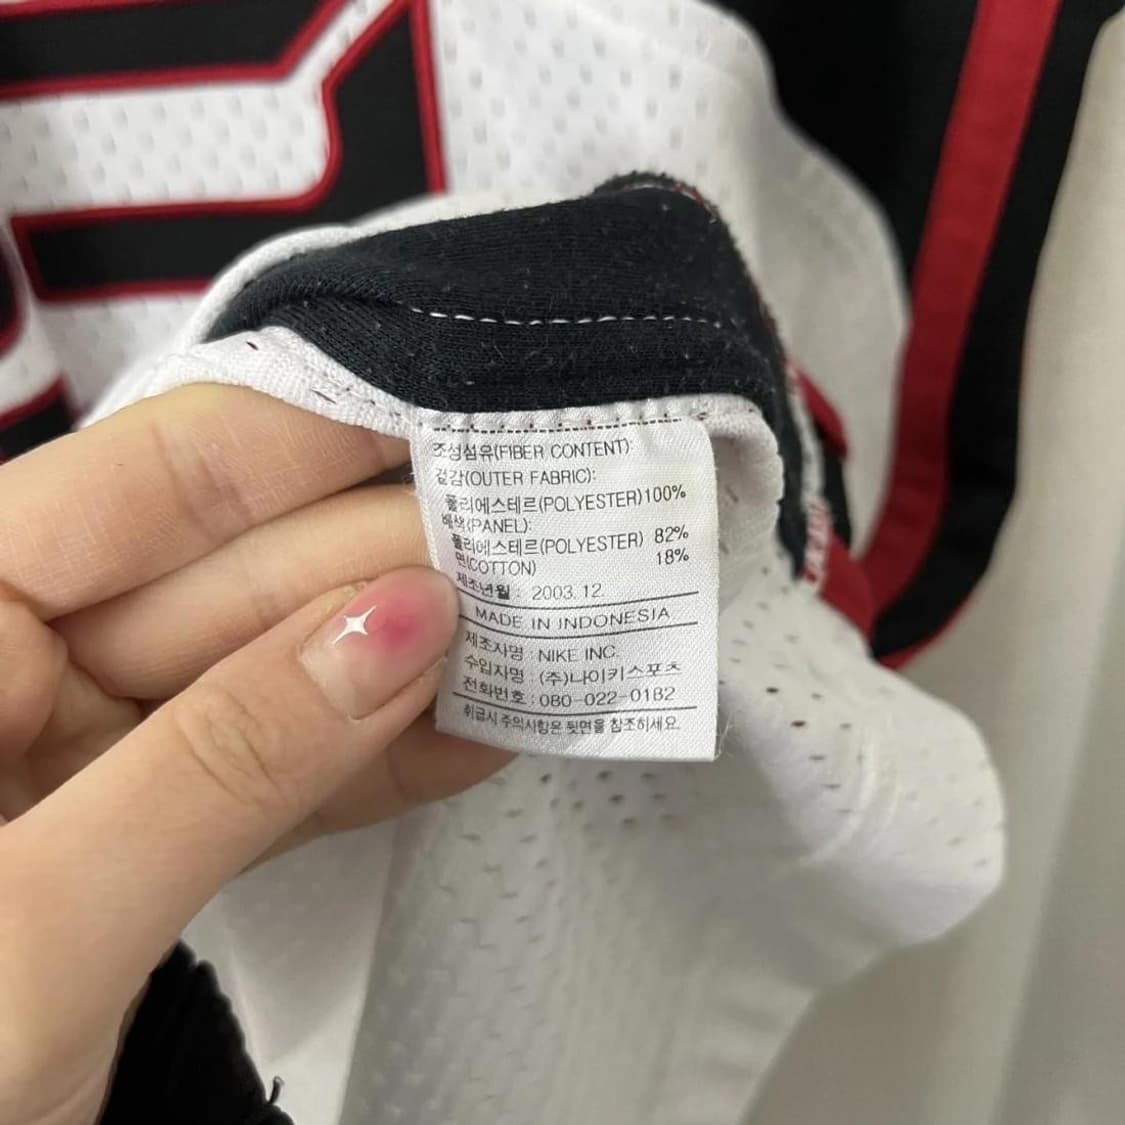 조성섬유(FIBER CONTENT):
겉감(OUTER FABRIC):
폴리에스테르(POLYESTER)100%
배색(PANEL):
폴리에스테르(POLYESTER) 82%
면(COTTON) 18%
제조년월 : 2003. 12.
MADE IN INDONESIA
제조자명 : NIKE INC.
수입자명 : (주)나이키스포츠
전화번호 : 080-022-0182
취급시 주의사항은 뒷면을 참조하세요.